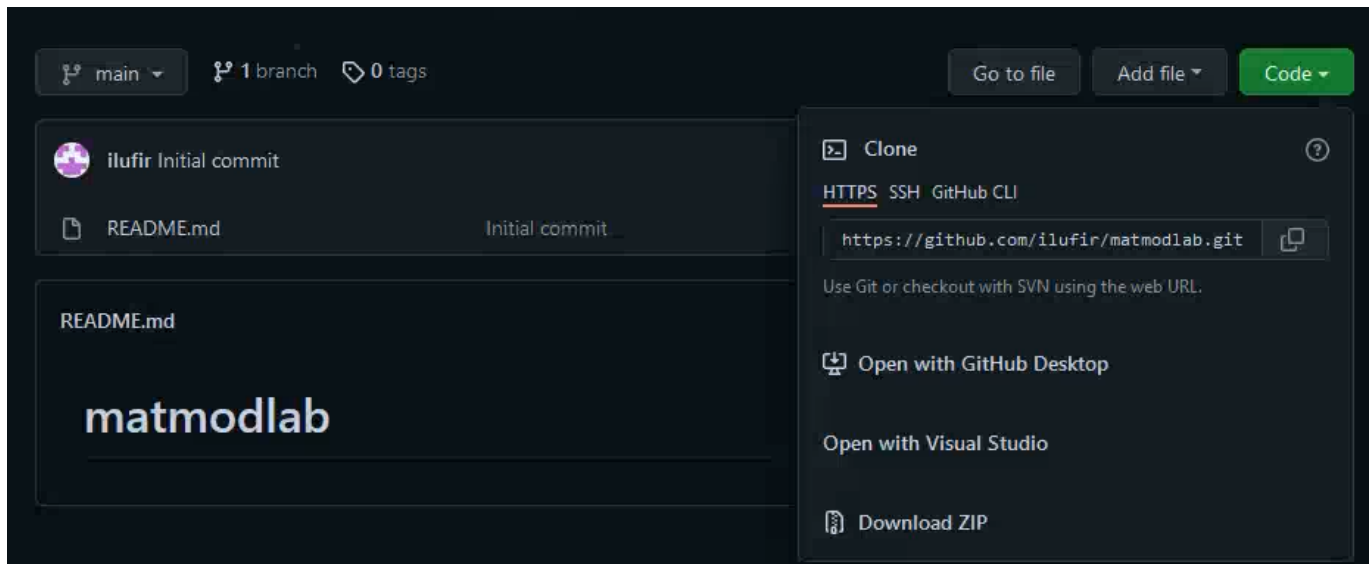 main 1 branch 0 tags Go to file Add file Code
ilufir Initial commit
README.md Initial commit
README.md
matmodlab
Clone
HTTPS SSH GitHub CLI
https://github.com/ilufir/matmodlab.git
Use Git or checkout with SVN using the web URL.
Open with GitHub Desktop
Open with Visual Studio
Download ZIP